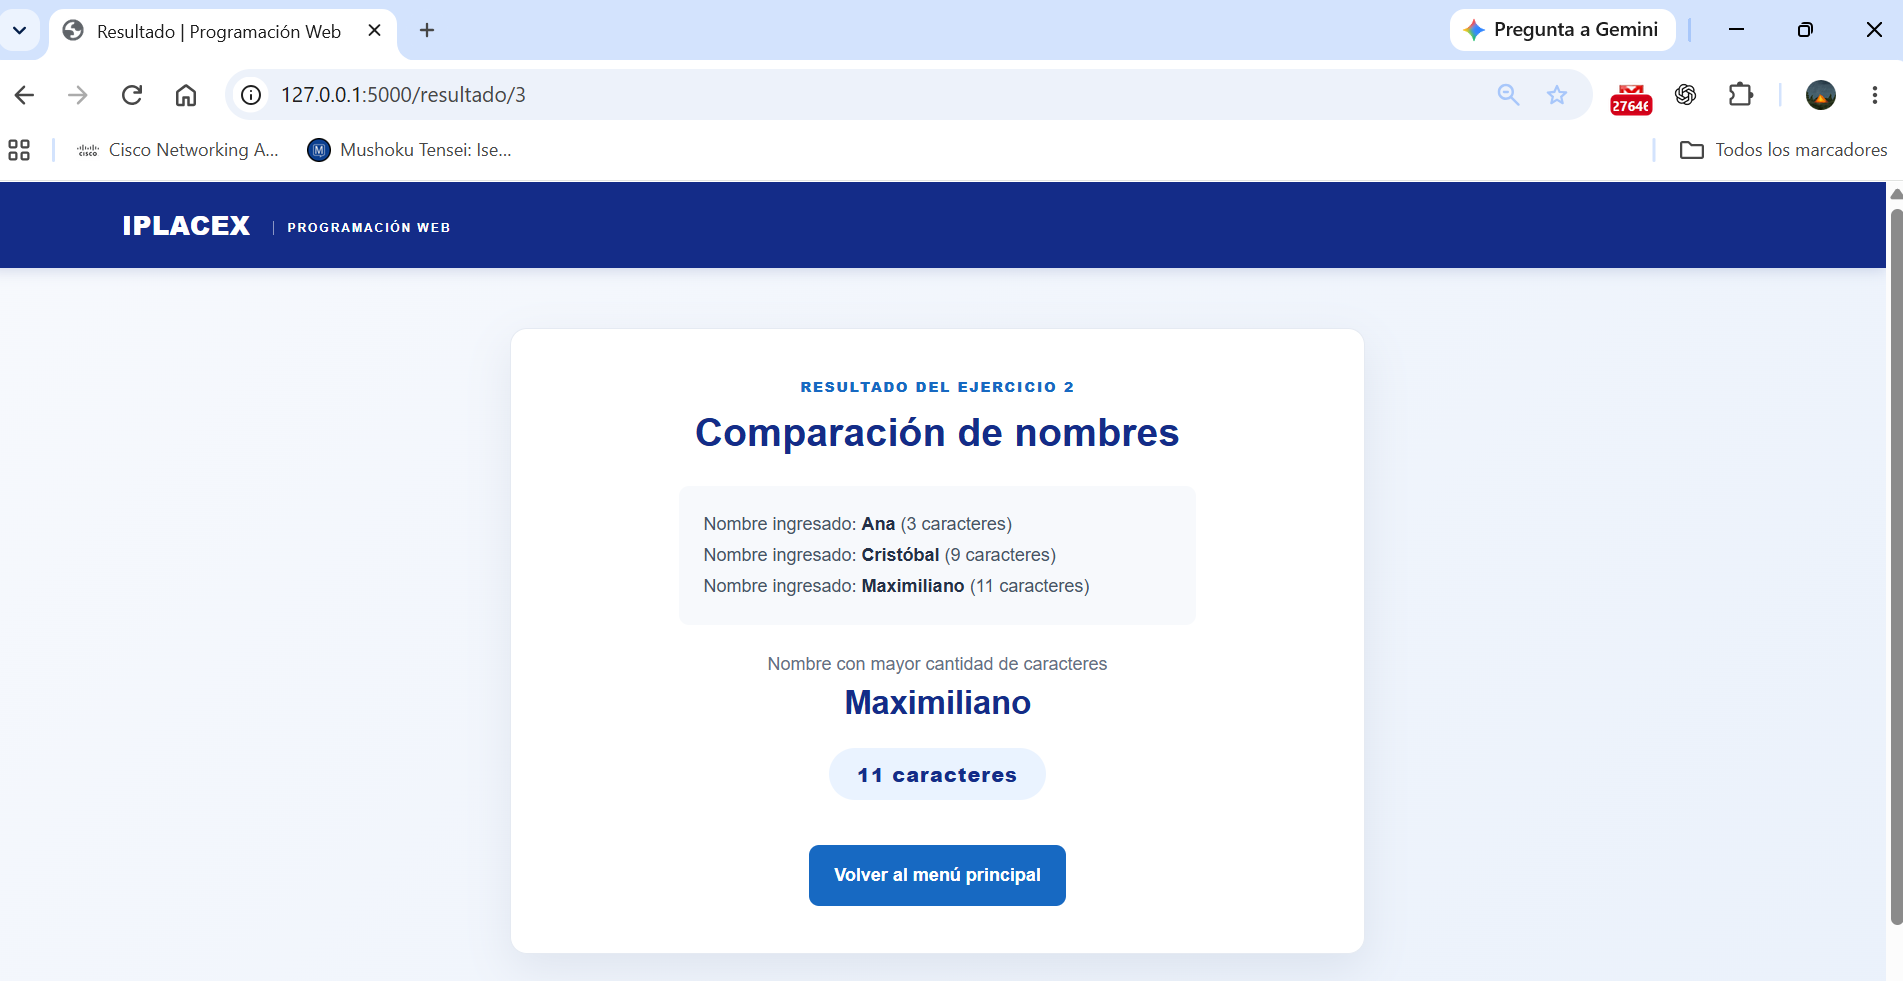 Resultado | Programación Web
Pregunta a Gemini
127.0.0.1:5000/resultado/3
27646
Cisco Networking A...
Mushoku Tensei: Ise...
Todos los marcadores
IPLACEX
PROGRAMACIÓN WEB
RESULTADO DEL EJERCICIO 2
Comparación de nombres
Nombre ingresado: Ana (3 caracteres)
Nombre ingresado: Cristóbal (9 caracteres)
Nombre ingresado: Maximiliano (11 caracteres)
Nombre con mayor cantidad de caracteres
Maximiliano
11 caracteres
Volver al menú principal